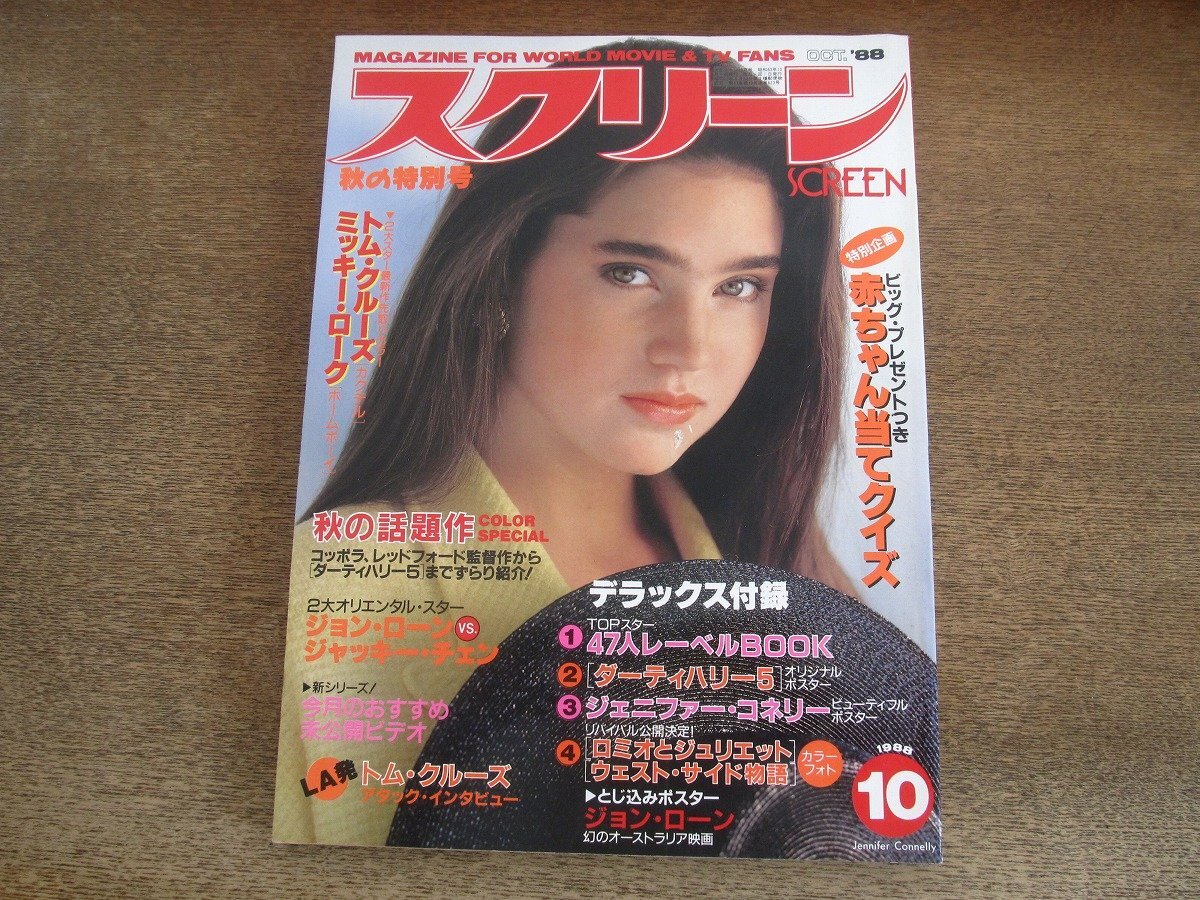 MAGAZINE FOR WORLD MOVIE & TV FANS OCT. '88
スクリーン
SCREEN
秋の特別号
トム・クルーズ[カクテル]
ミッキー・ローク
特別企画
ビッグ・プレゼントつき
赤ちゃん当てクイズ
秋の話題作 COLOR SPECIAL
コッポラ、レッドフォード監督作から
[ダーティハリー5]までずらり紹介!
2大オリエンタル・スター
ジョン・ローン VS.
ジャッキー・チェン
▶新シリーズ!
今月のおすすめ
未公開ビデオ
LA発 トム・クルーズ
アタック・インタビュー
デラックス付録
TOPスター
1 47人レーベルBOOK
2 [ダーティハリー5] オリジナルポスター
3 ジェニファー・コネリー ビューティフルポスター
リバイバル公開決定!
4 [ロミオとジュリエット]
[ウェスト・サイド物語] カラーフォト
▶とじ込みポスター
ジョン・ローン
幻のオーストラリア映画
1988
10
Jennifer Connelly